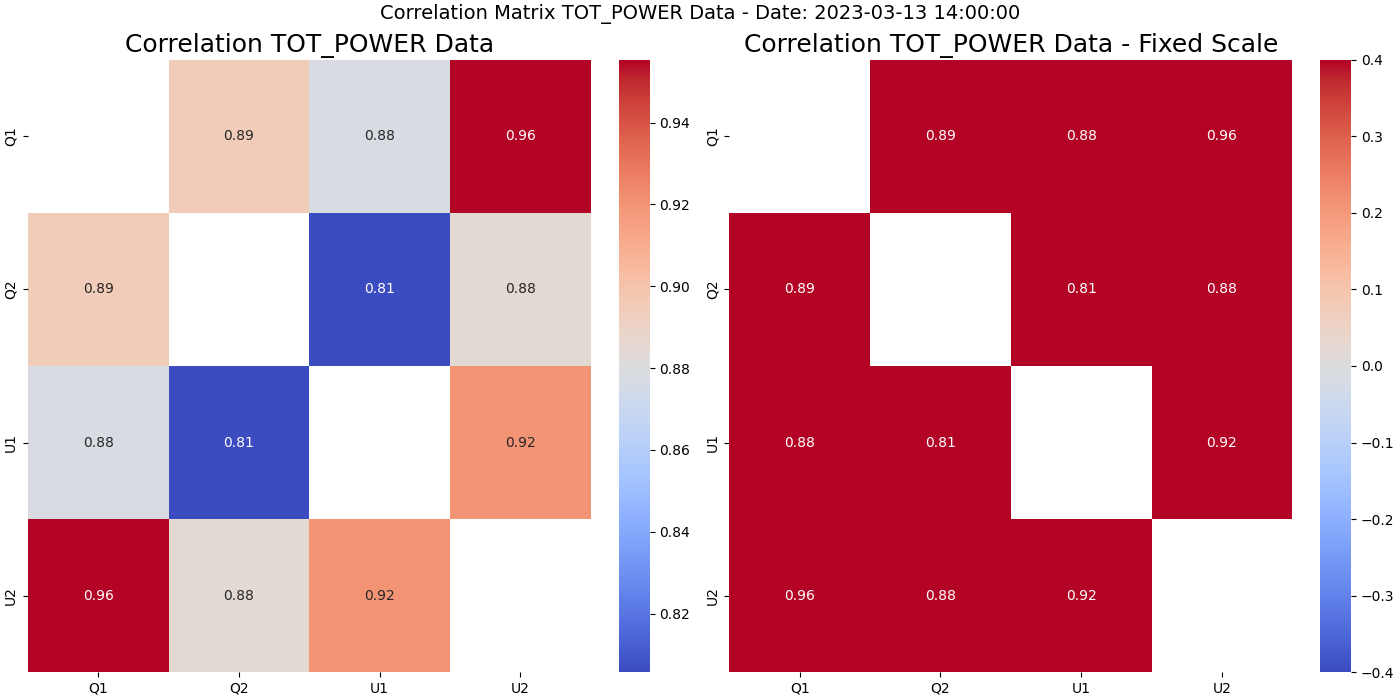 Correlation Matrix TOT_POWER Data - Date: 2023-03-13 14:00:00
Correlation TOT_POWER Data
Q1
0.89 0.88 0.96
Q2
0.89 0.81 0.88
U1
0.88 0.81 0.92
U2
0.96 0.88 0.92
Q1 Q2 U1 U2
0.94
0.92
0.90
0.88
0.86
0.84
0.82
Correlation TOT_POWER Data - Fixed Scale
Q1
0.89 0.88 0.96
Q2
0.89 0.81 0.88
U1
0.88 0.81 0.92
U2
0.96 0.88 0.92
Q1 Q2 U1 U2
0.4
0.3
0.2
0.1
0.0
−0.1
−0.2
−0.3
−0.4